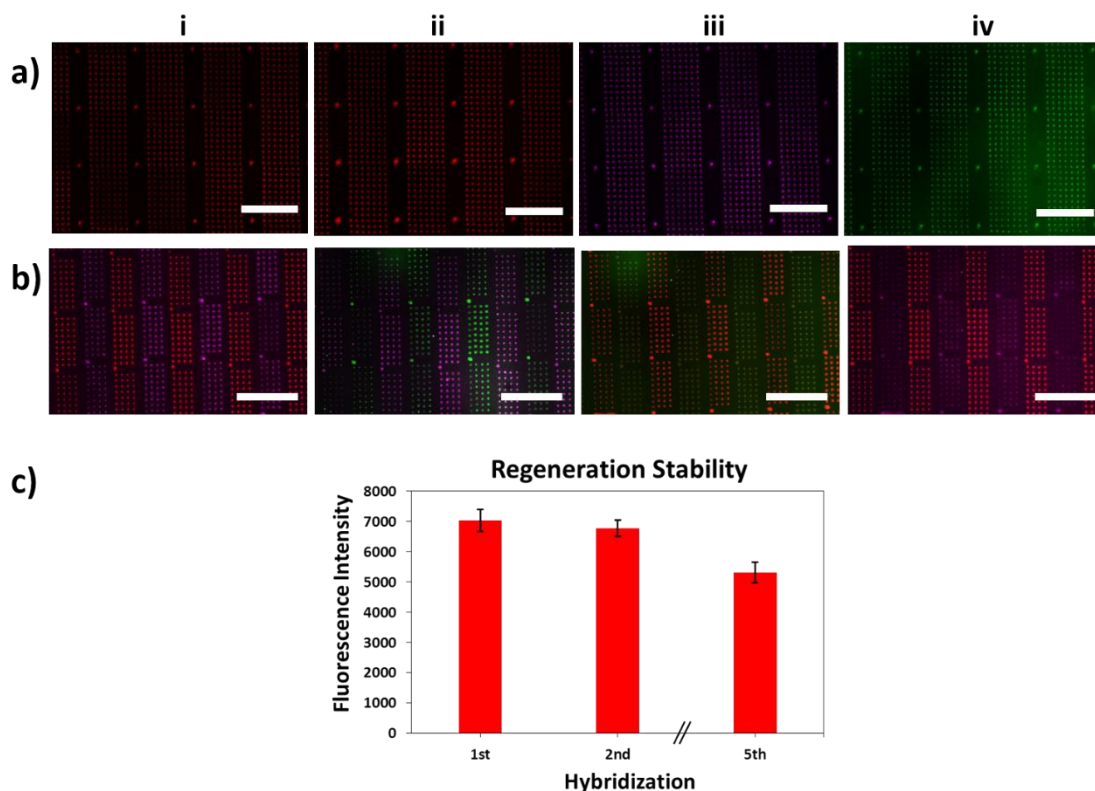 i ii iii iv
a)
b)
c)
Regeneration Stability
Fluorescence Intensity
8000
7000
6000
5000
4000
3000
2000
1000
0
1st 2nd 5th
Hybridization